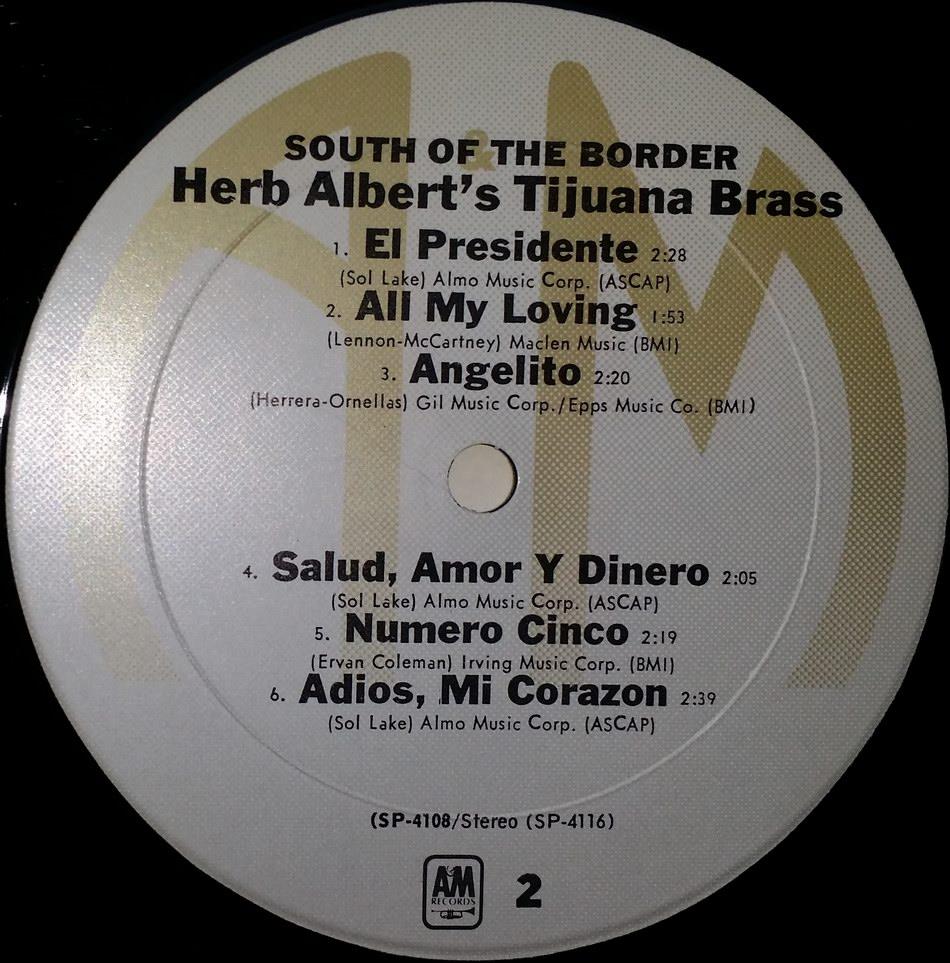 SOUTH OF THE BORDER
Herb Albert's Tijuana Brass
1. El Presidente 2:28
(Sol Lake) Almo Music Corp. (ASCAP)
2. All My Loving 1:53
(Lennon-McCartney) Maclen Music (BMI)
3. Angelito 2:20
(Herrera-Ornellas) Gil Music Corp./Epps Music Co. (BMI)
4. Salud, Amor Y Dinero 2:05
(Sol Lake) Almo Music Corp. (ASCAP)
5. Numero Cinco 2:19
(Ervan Coleman) Irving Music Corp. (BMI)
6. Adios, Mi Corazon 2:39
(Sol Lake) Almo Music Corp. (ASCAP)
(SP-4108/Stereo (SP-4116)
A&M
RECORDS
2